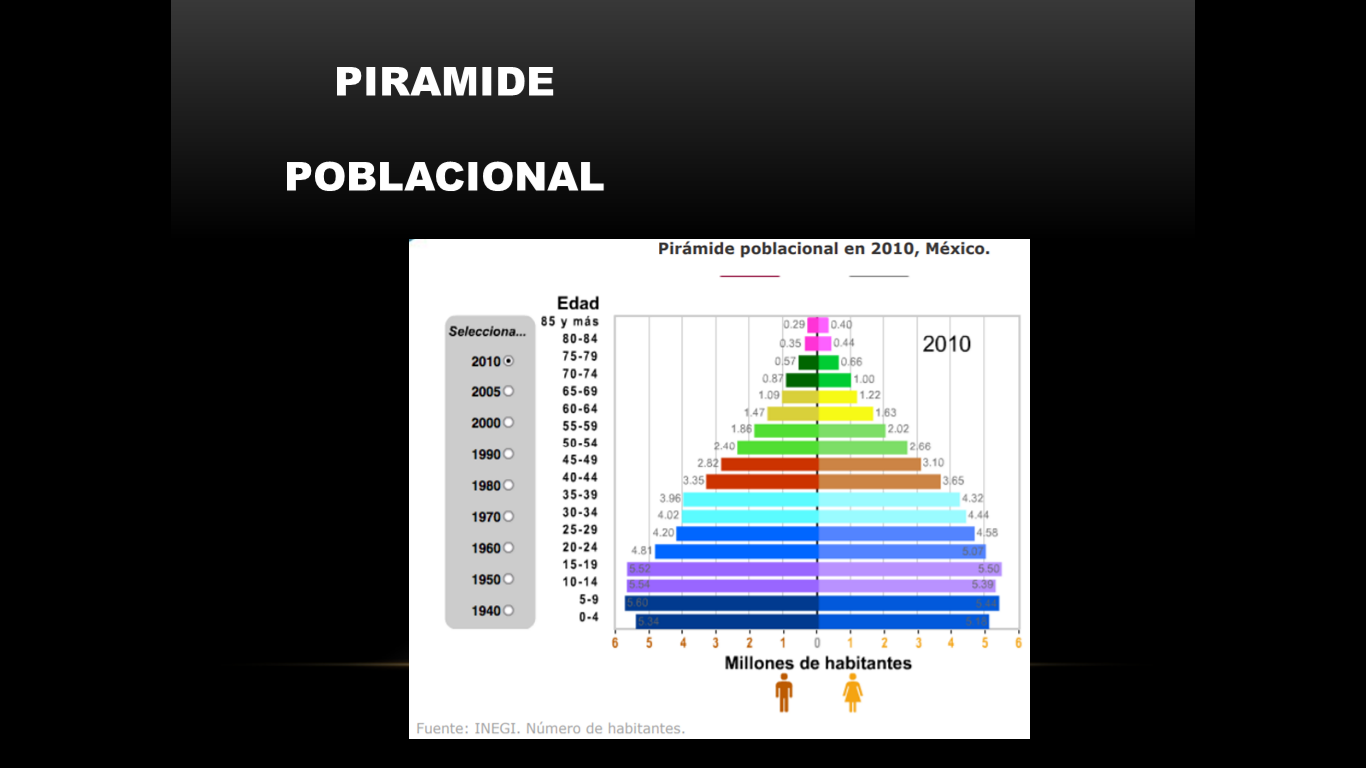 PIRAMIDE
POBLACIONAL
Pirámide poblacional en 2010, México.
Edad
Selecciona...
2010
2005
2000
1990
1980
1970
1960
1950
1940
2010
85 y más 0.29 0.40
80-84 0.35 0.44
75-79 0.57 0.66
70-74 0.87 1.00
65-69 1.09 1.22
60-64 1.47 1.63
55-59 1.86 2.02
50-54 2.40 2.66
45-49 2.82 3.10
40-44 3.35 3.65
35-39 3.96 4.32
30-34 4.02 4.44
25-29 4.20 4.58
20-24 4.81 5.07
15-19 5.52 5.50
10-14 5.54 5.39
5-9 5.60
0-4 5.34
6 5 4 3 2 1 0 1 2 3 4 5 6
Millones de habitantes
Fuente: INEGI. Número de habitantes.